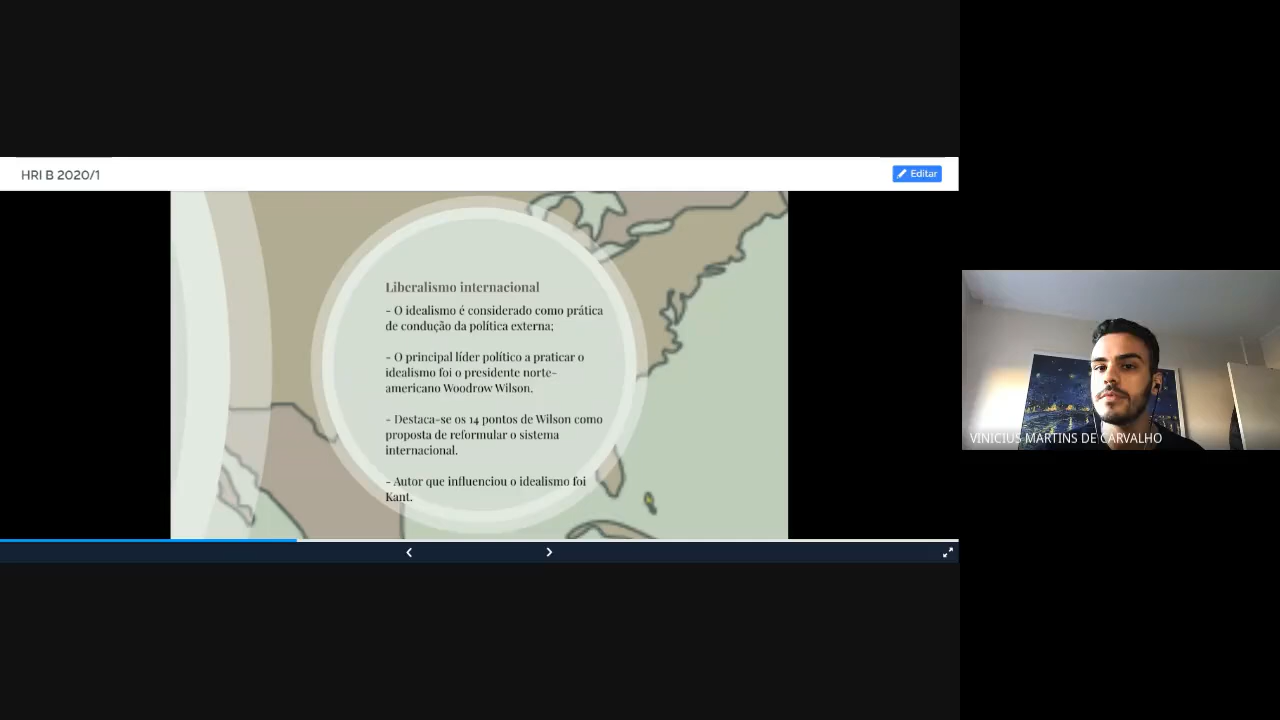 HRI B 2020/1
Editar
Liberalismo internacional
- O idealismo é considerado como prática
de condução da política externa;
- O principal líder político a praticar o
idealismo foi o presidente norte-
americano Woodrow Wilson.
- Destaca-se os 14 pontos de Wilson como
proposta de reformular o sistema
internacional.
- Autor que influenciou o idealismo foi
Kant.
VINICIUS MARTINS DE CARVALHO